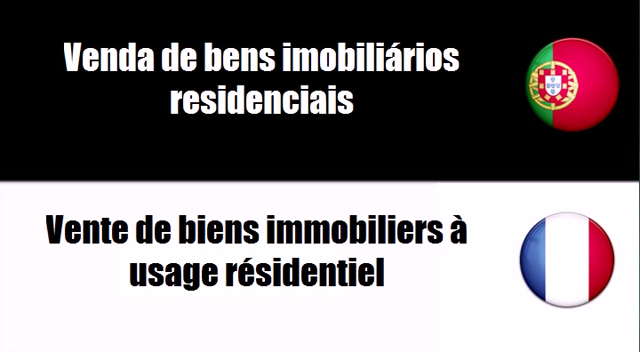 Venda de bens imobiliários
residenciais
Vente de biens immobiliers à
usage résidentiel